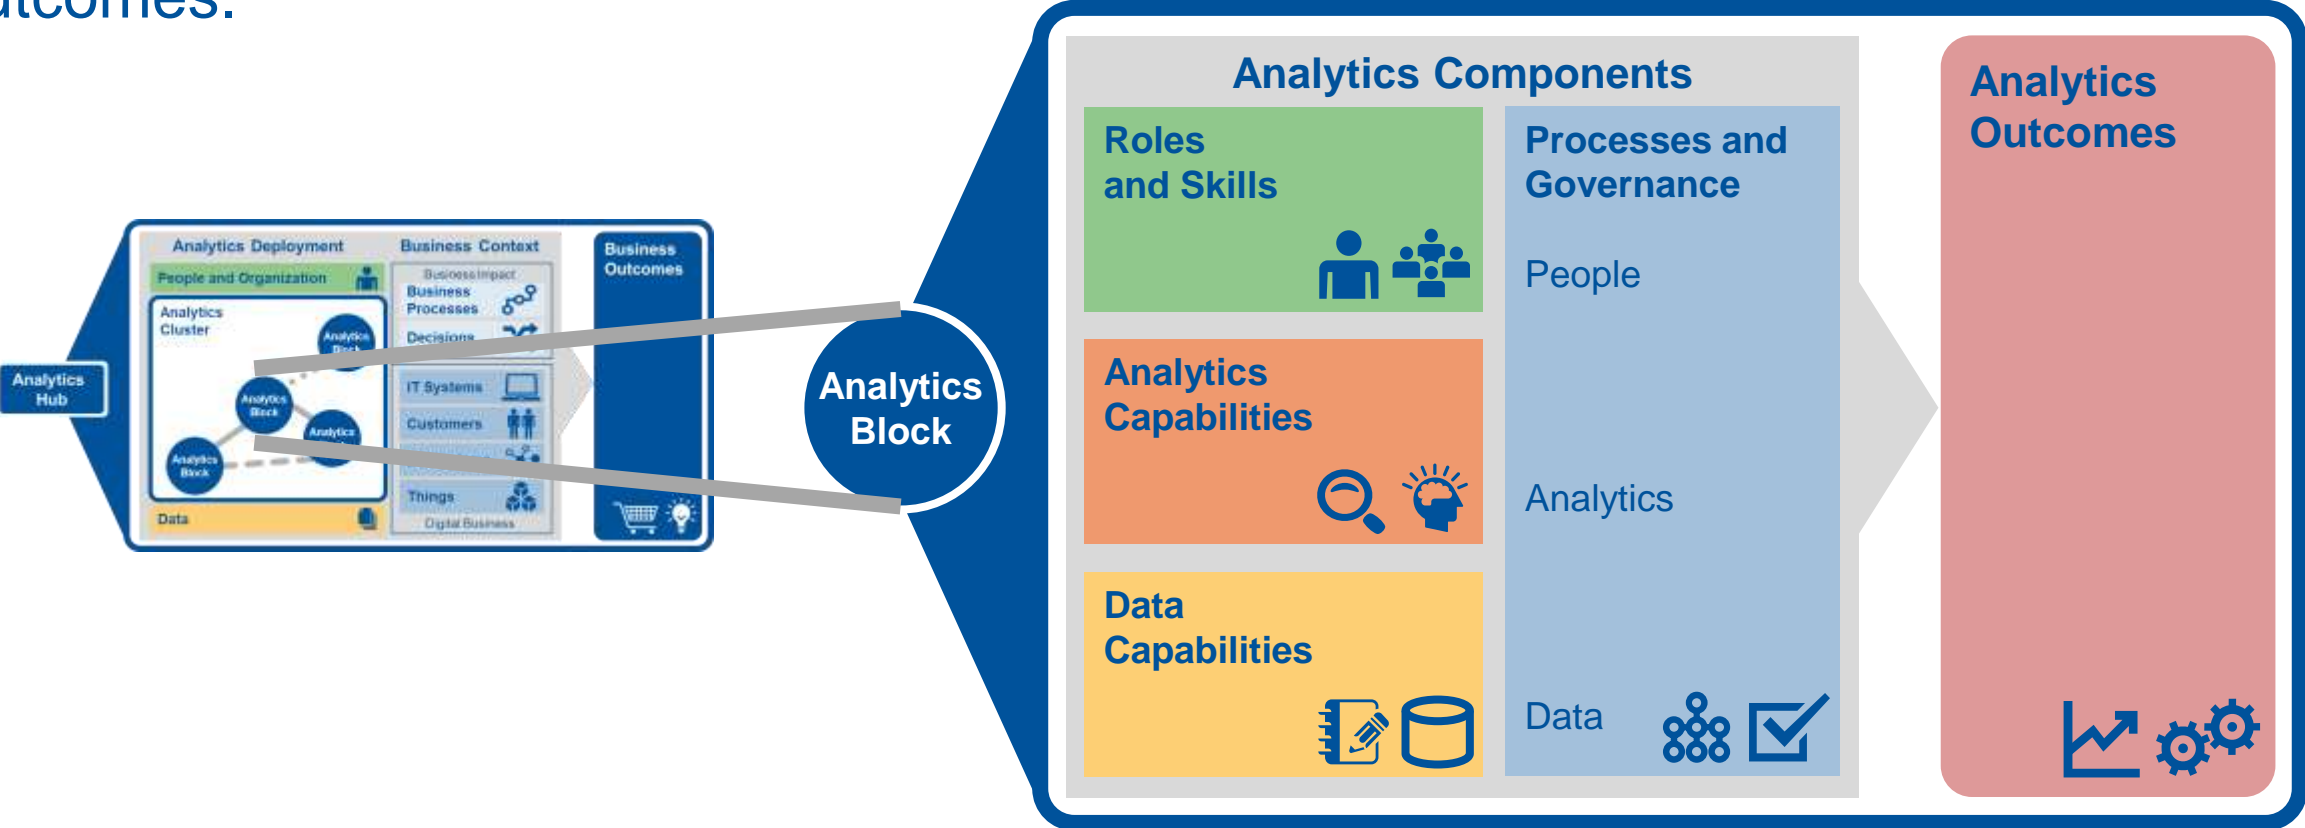 utcomes.
Analytics
Hub
Analytics Deployment
People and Organization
Analytics
Cluster
Analytics
Block
Analytics
Block
Analytics
Analytics
Block
Data
Business Context
Business Impact
Business
Processes
Decisions
IT Systems
Customers
Things
Digital Business
Business
Outcomes
Analytics
Block
Analytics Components
Roles
and Skills
Analytics
Capabilities
Data
Capabilities
Processes and
Governance
People
Analytics
Data
Analytics
Outcomes